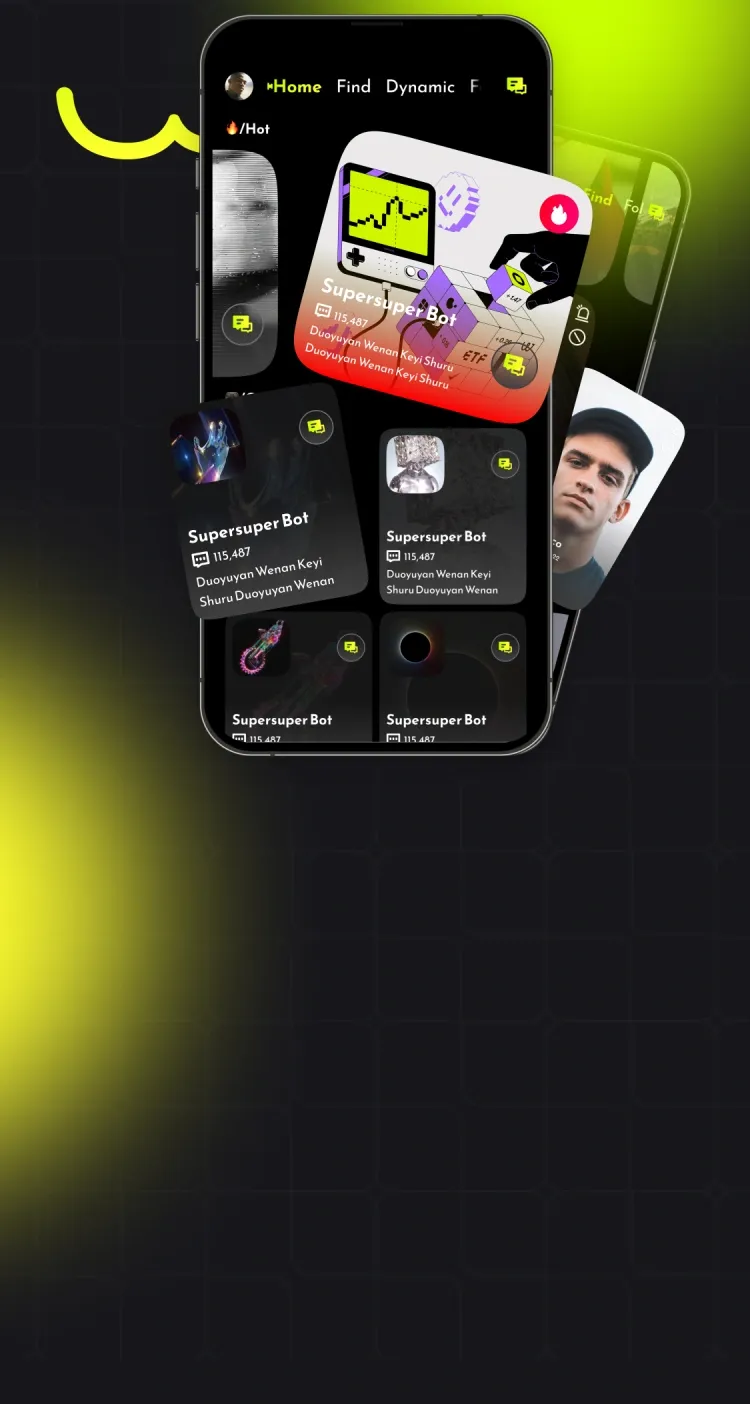 Home Find Dynamic F
/Hot
Find Fo
Supersuper Bot
115,487
Duoyuyan Wenan Keyi Shuru
Duoyuyan Wenan Keyi Shuru
+1.47
ETF
Supersuper Bot
115,487
Duoyuyan Wenan Keyi
Shuru Duoyuyan Wenan
Supersuper Bot
115,487
Duoyuyan Wenan Keyi
Shuru Duoyuyan Wenan
Supersuper Bot
115,487
Supersuper Bot
115,487